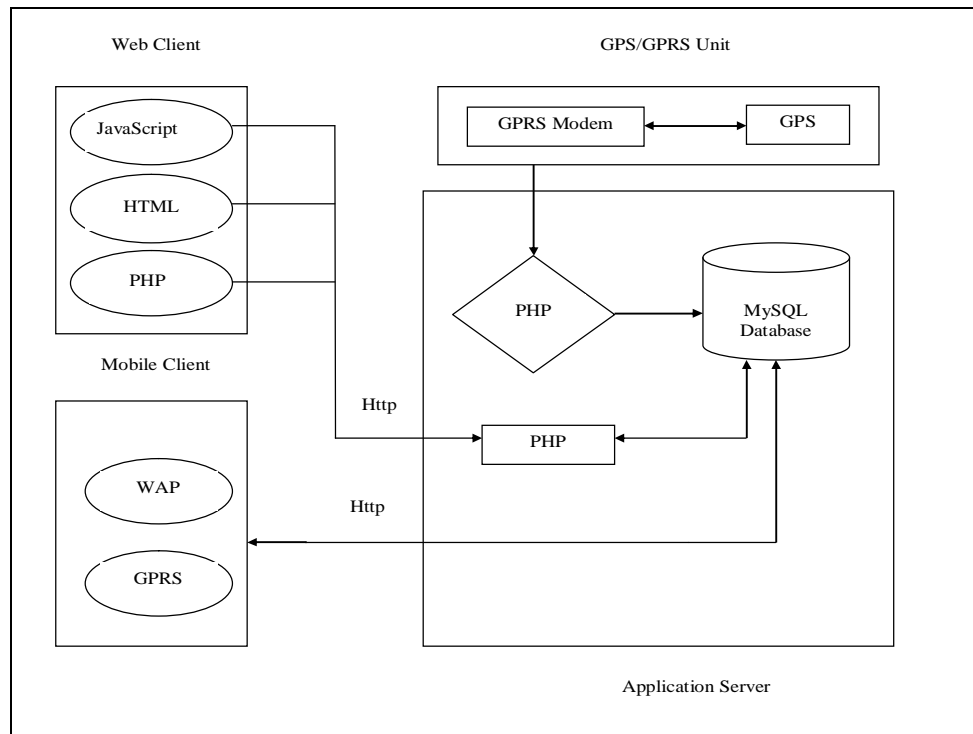 Web Client
GPS/GPRS Unit
JavaScript
HTML
PHP
GPRS Modem
GPS
PHP
MySQL
Database
Mobile Client
Http
PHP
WAP
GPRS
Http
Application Server